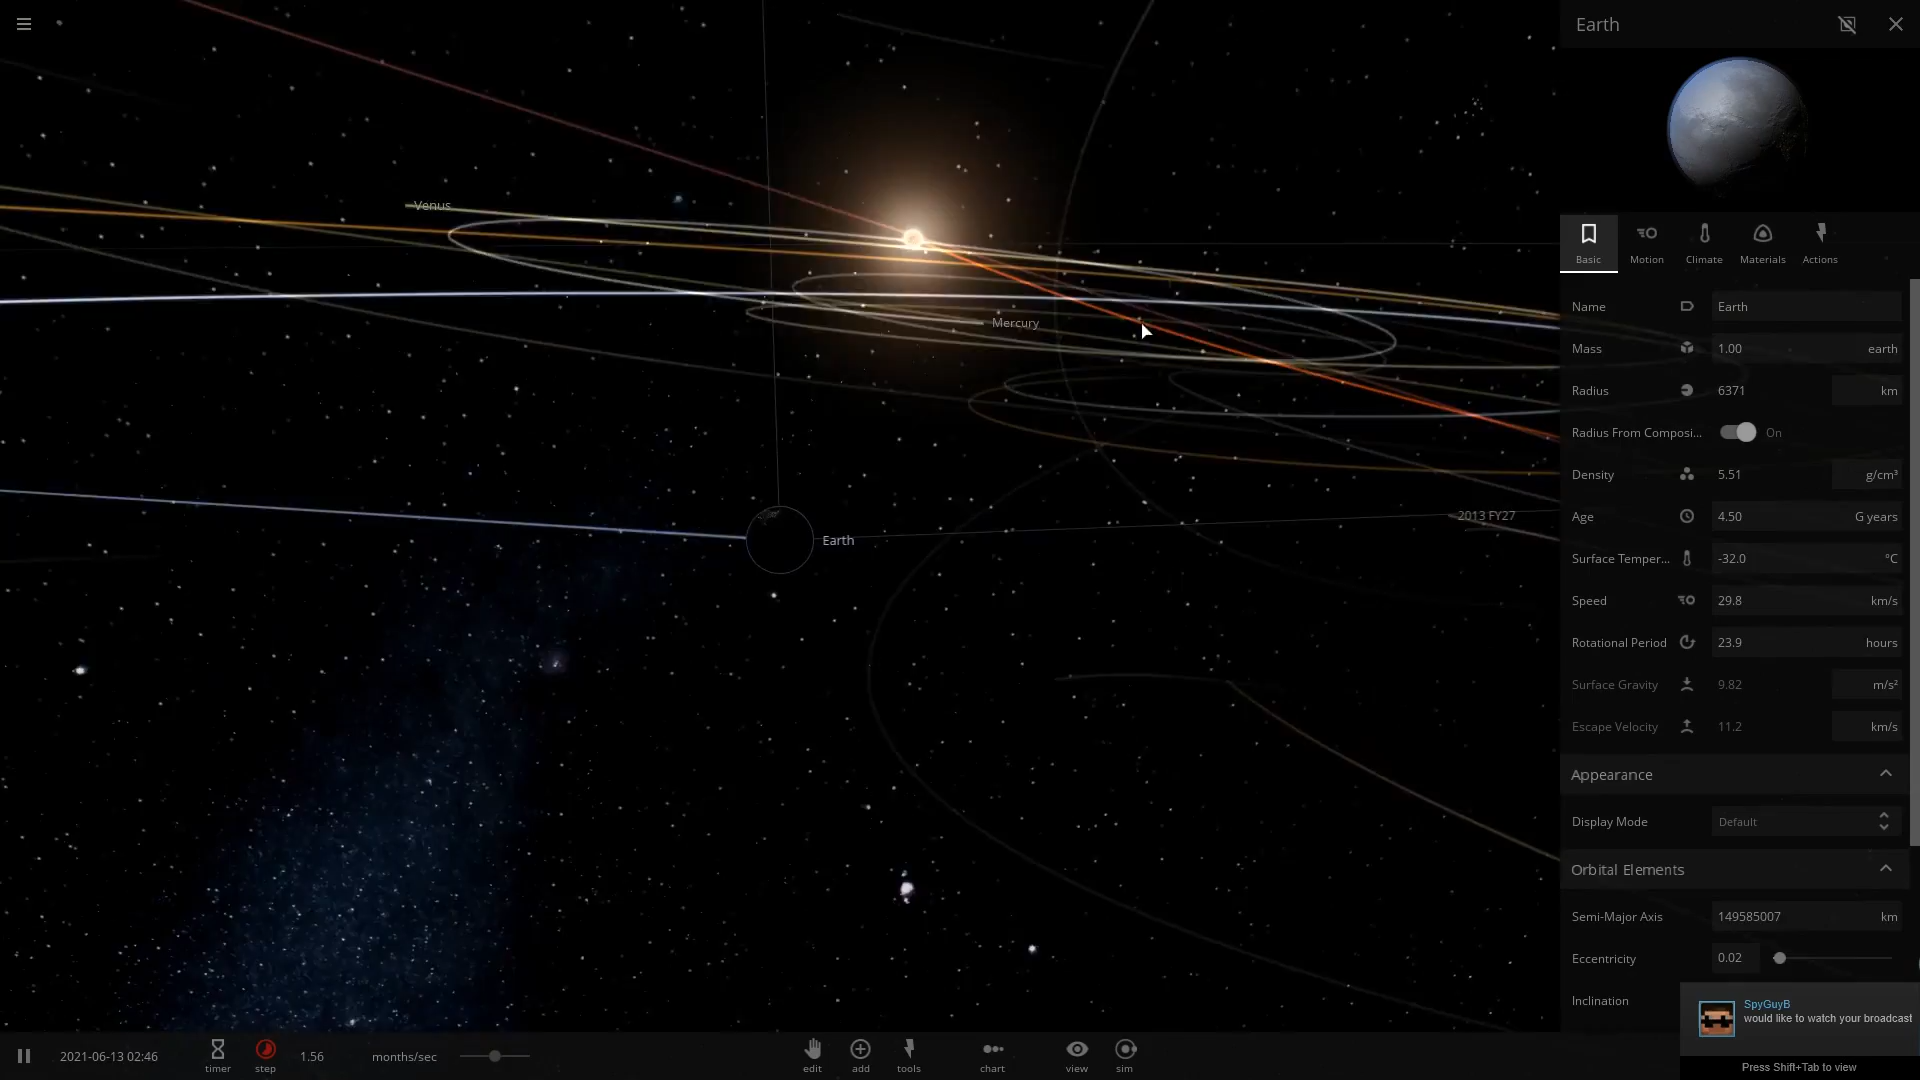 Earth
Venus
Mercury
Earth
2013 FY27
Basic
Motion
Climate
Materials
Actions
Name Earth
Mass 1.00 earth
Radius 6371 km
Radius From Composi... On
Density 5.51 g/cm³
Age 4.50 G years
Surface Temper... -32.0 °C
Speed 29.8 km/s
Rotational Period 23.9 hours
Surface Gravity 9.82 m/s²
Escape Velocity 11.2 km/s
Appearance
Display Mode Default
Orbital Elements
Semi-Major Axis 149585007 km
Eccentricity 0.02
Inclination
SpyGuyB
would like to watch your broadcast
Press Shift+Tab to view
2021-06-13 02:46
timer
step
1.56 months/sec
edit
add
tools
chart
view
sim